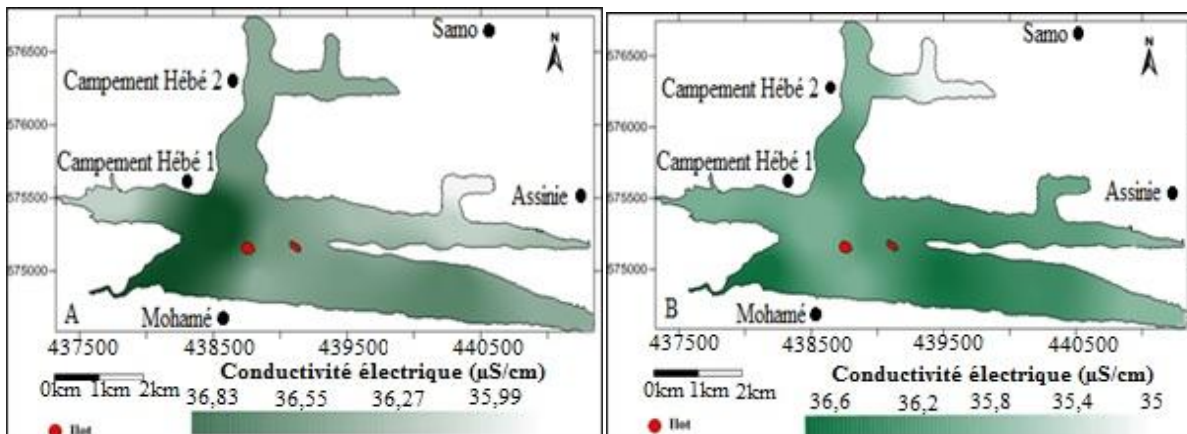 Samo
N
576500
Campement Hébé 2
576000
Campement Hébé 1
575500
Assinie
575000
A
Mohamé
437500 438500 439500 440500
0km 1km 2km
Conductivité électrique (µS/cm)
36,83 36,55 36,27 35,99
Ilot
Samo
N
576500
Campement Hébé 2
576000
Campement Hébé 1
575500
Assinie
575000
B
Mohamé
437500 438500 439500 440500
0km 1km 2km
Conductivité électrique (µS/cm)
36,6 36,2 35,8 35,4 35
Ilot